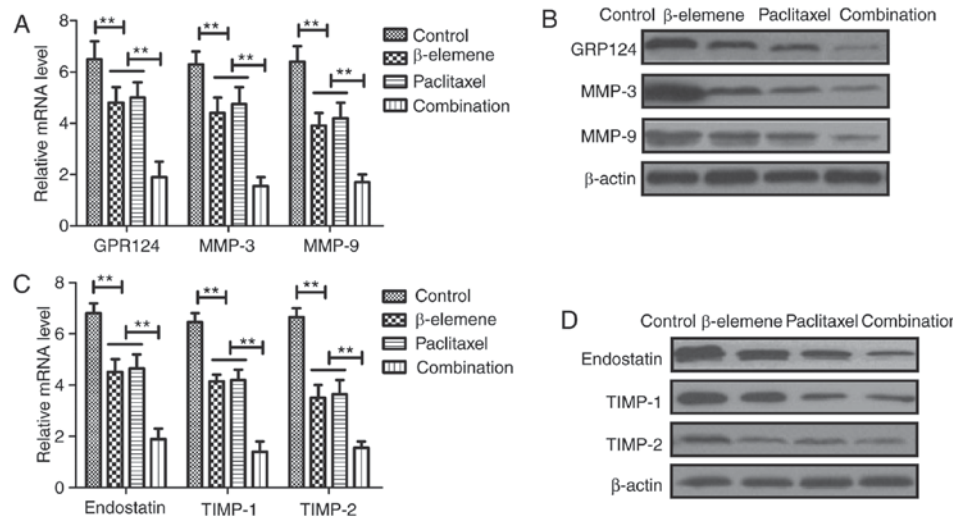 A
Relative mRNA level
8
6
4
2
0
** ** ** ** ** **
GPR124 MMP-3 MMP-9
Control
β-elemene
Paclitaxel
Combination
B
Control β-elemene Paclitaxel Combination
GRP124
MMP-3
MMP-9
β-actin
C
Relative mRNA level
8
6
4
2
0
** ** ** ** ** **
Endostatin TIMP-1 TIMP-2
Control
β-elemene
Paclitaxel
Combination
D
Control β-elemene Paclitaxel Combination
Endostatin
TIMP-1
TIMP-2
β-actin